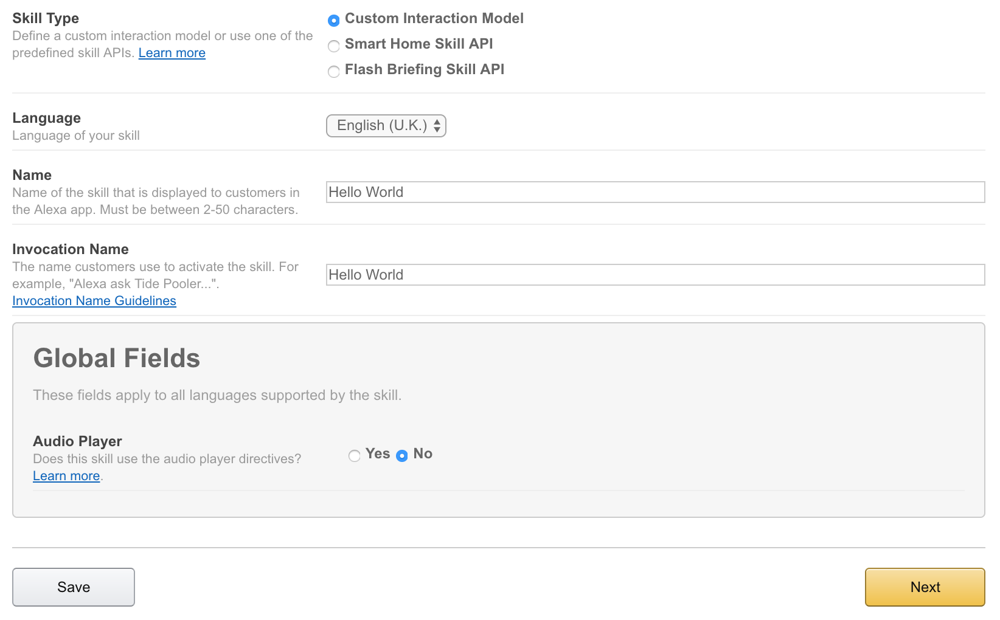 Skill Type
Define a custom interaction model or use one of the
predefined skill APIs. Learn more
Custom Interaction Model
Smart Home Skill API
Flash Briefing Skill API
Language
Language of your skill
English (U.K.)
Name
Name of the skill that is displayed to customers in
the Alexa app. Must be between 2-50 characters.
Hello World
Invocation Name
The name customers use to activate the skill. For
example, "Alexa ask Tide Pooler...".
Invocation Name Guidelines
Hello World
Global Fields
These fields apply to all languages supported by the skill.
Audio Player
Does this skill use the audio player directives?
Learn more.
Yes No
Save
Next